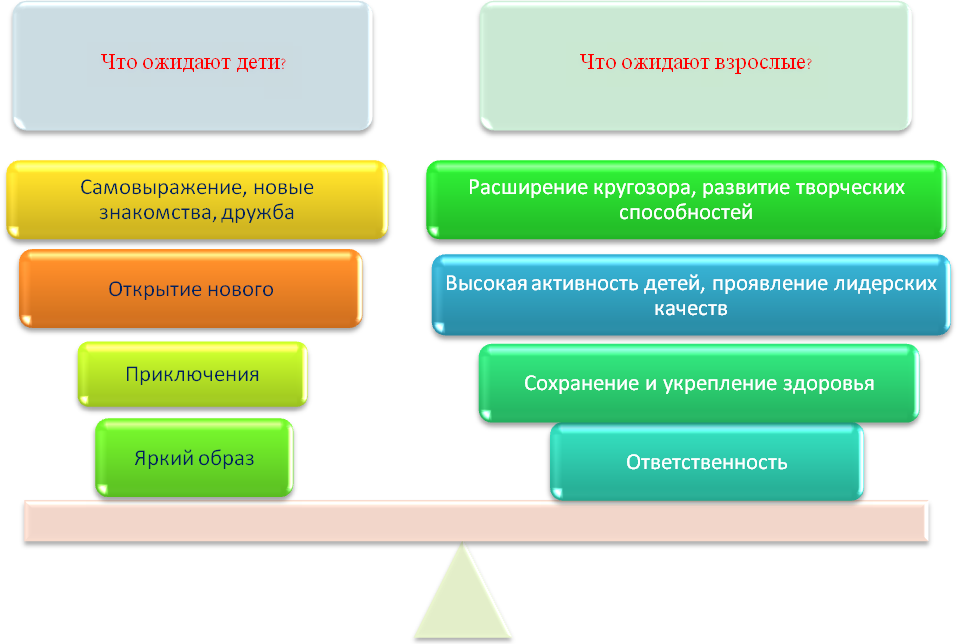 Что ожидают дети?
Что ожидают взрослые?
Самовыражение, новые
знакомства, дружба
Расширение кругозора, развитие творческих
способностей
Открытие нового
Высокая активность детей, проявление лидерских
качеств
Приключения
Сохранение и укрепление здоровья
Яркий образ
Ответственность